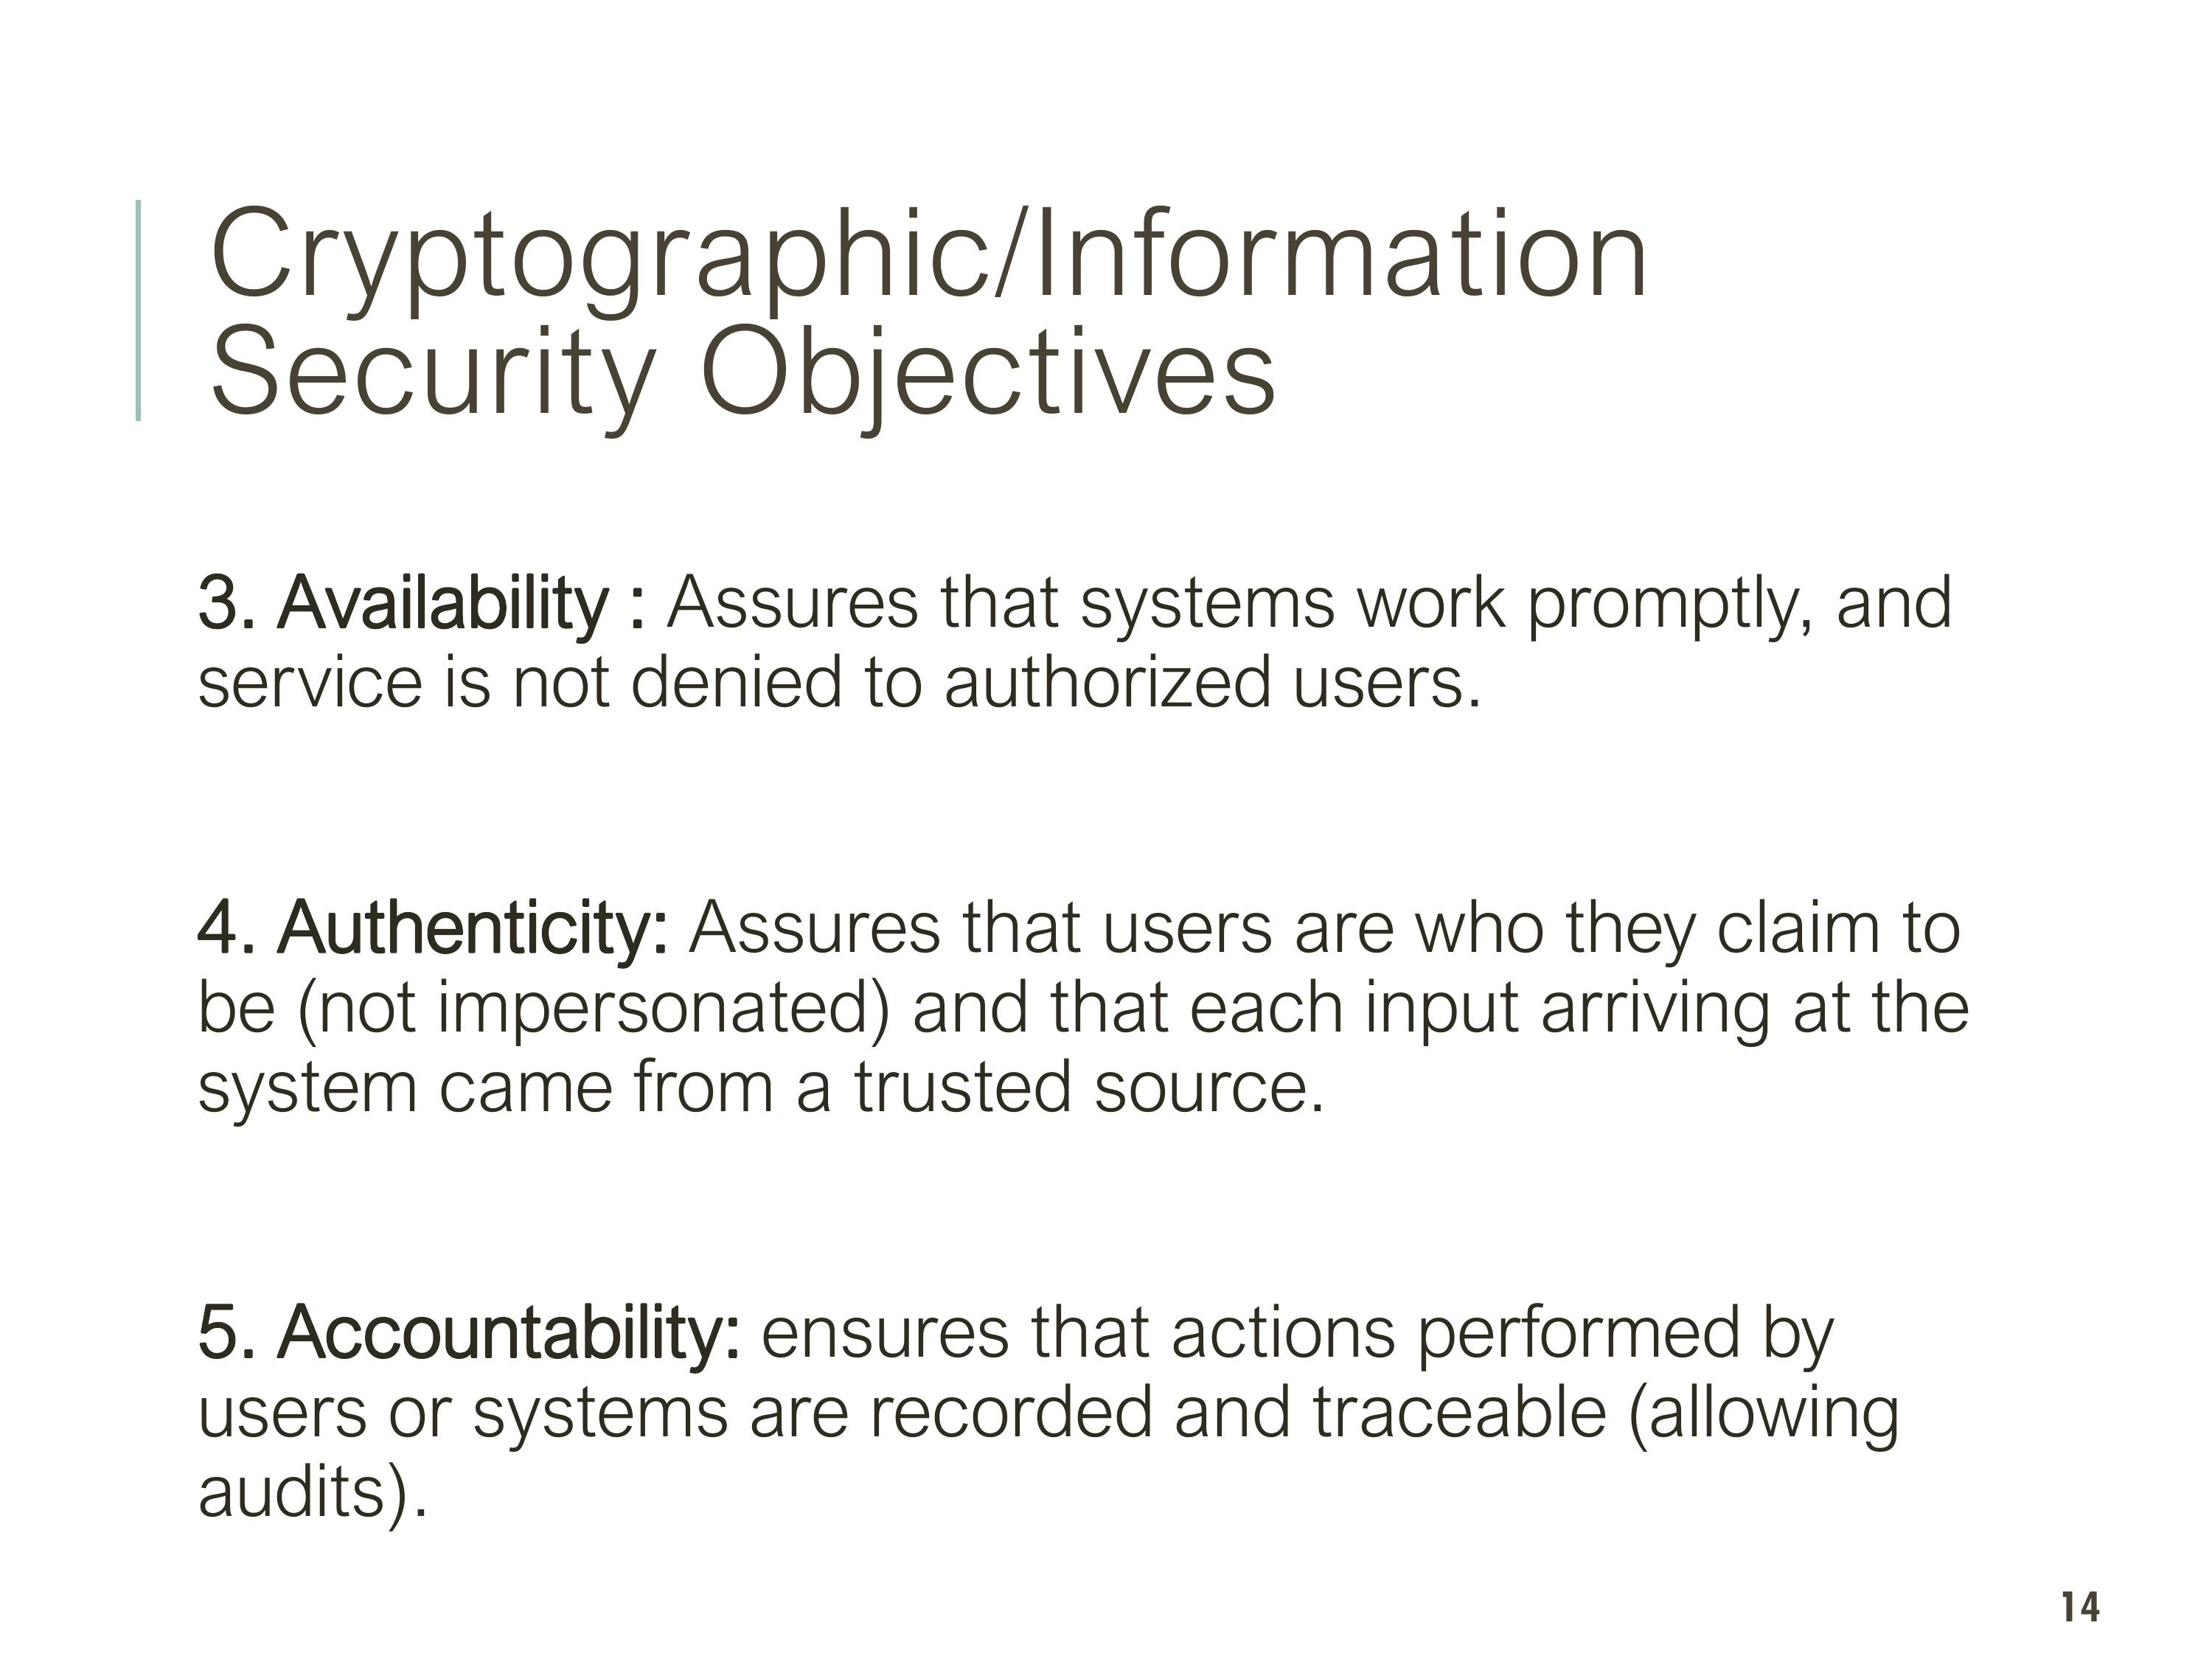 Cryptographic/Information
Security Objectives
3. Availability : Assures that systems work promptly, and
service is not denied to authorized users.
4. Authenticity: Assures that users are who they claim to
be (not impersonated) and that each input arriving at the
system came from a trusted source.
5. Accountability: ensures that actions performed by
users or systems are recorded and traceable (allowing
audits).
14